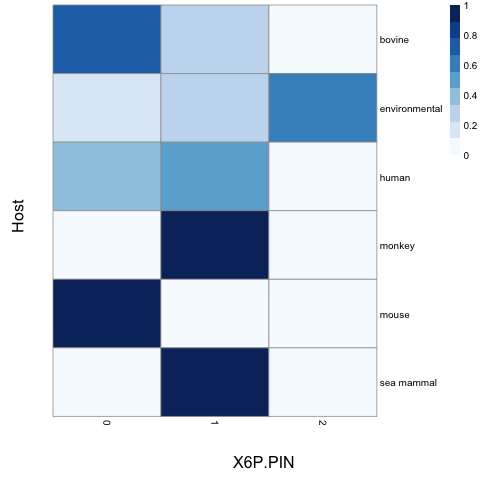 1
0.8
0.6
0.4
0.2
0
bovine
environmental
human
monkey
mouse
sea mammal
Host
0
1
2
X6P.PIN